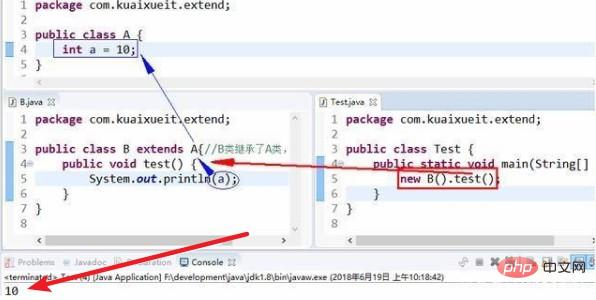 1 package com.kuaixueit.extend;
2
3 public class A {
4 int a = 10;
5 }
6
B.java
1 package com.kuaixueit.extend;
2
3 public class B extends A{//B类继承了A类,
4 public void test() {
5 System.out.println(a);
6 }
7 }
8
Test.java
1 package com.kuaixueit.extend;
2
3 public class Test {
4 public static void main(String[]
5 new B().test();
6 }
7 }
8
Problems Javadoc Declaration Console
<terminated> Test (4) [Java Application] F:\development\java\jdk1.8\bin\javaw.exe (2018年6月19日 上午10:18:42)
10
php 中文网